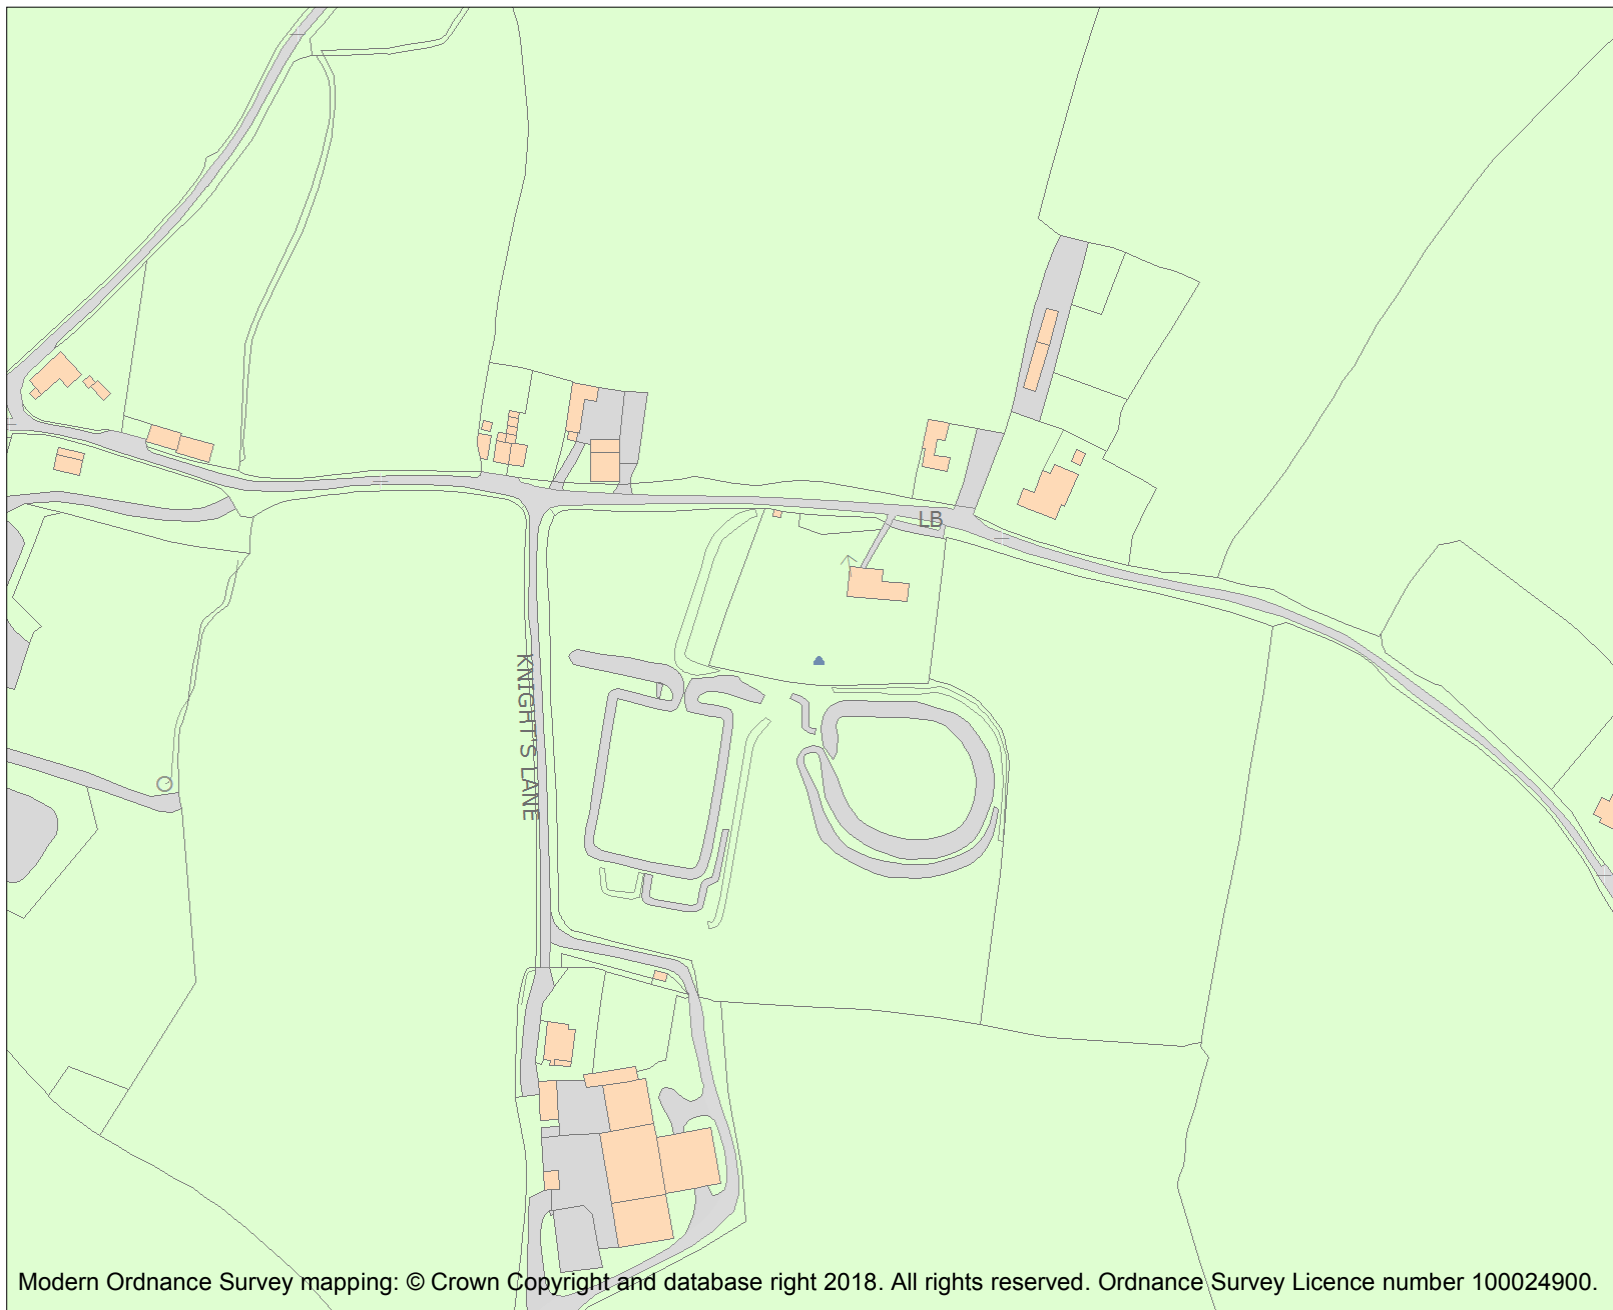 LB
KNIGHT'S LANE
Modern Ordnance Survey mapping: © Crown Copyright and database right 2018. All rights reserved. Ordnance Survey Licence number 100024900.